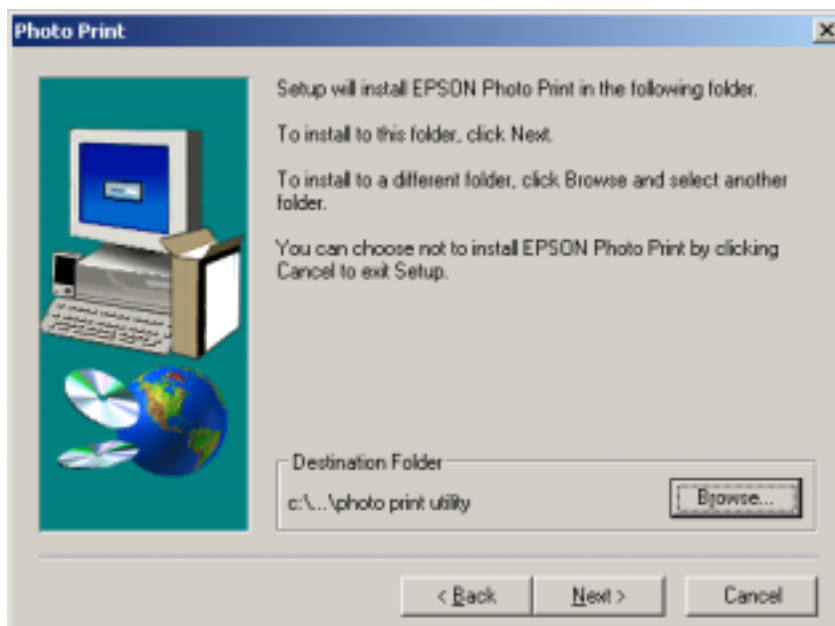 Photo Print
Setup will install EPSON Photo Print in the following folder.
To install to this folder, click Next.
To install to a different folder, click Browse and select another
folder.
You can choose not to install EPSON Photo Print by clicking
Cancel to exit Setup.
Destination Folder
c:\...\photo print utility
Browse...
< Back
Next >
Cancel